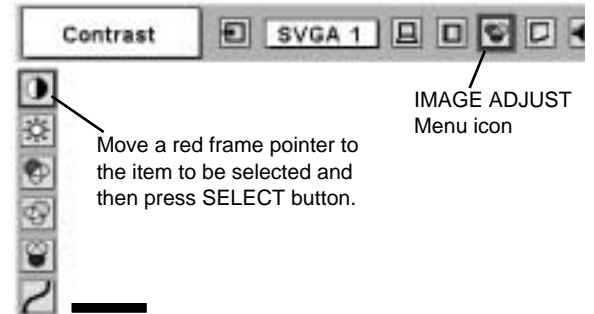 Contrast
SVGA 1
IMAGE ADJUST
Menu icon
Move a red frame pointer to
the item to be selected and
then press SELECT button.